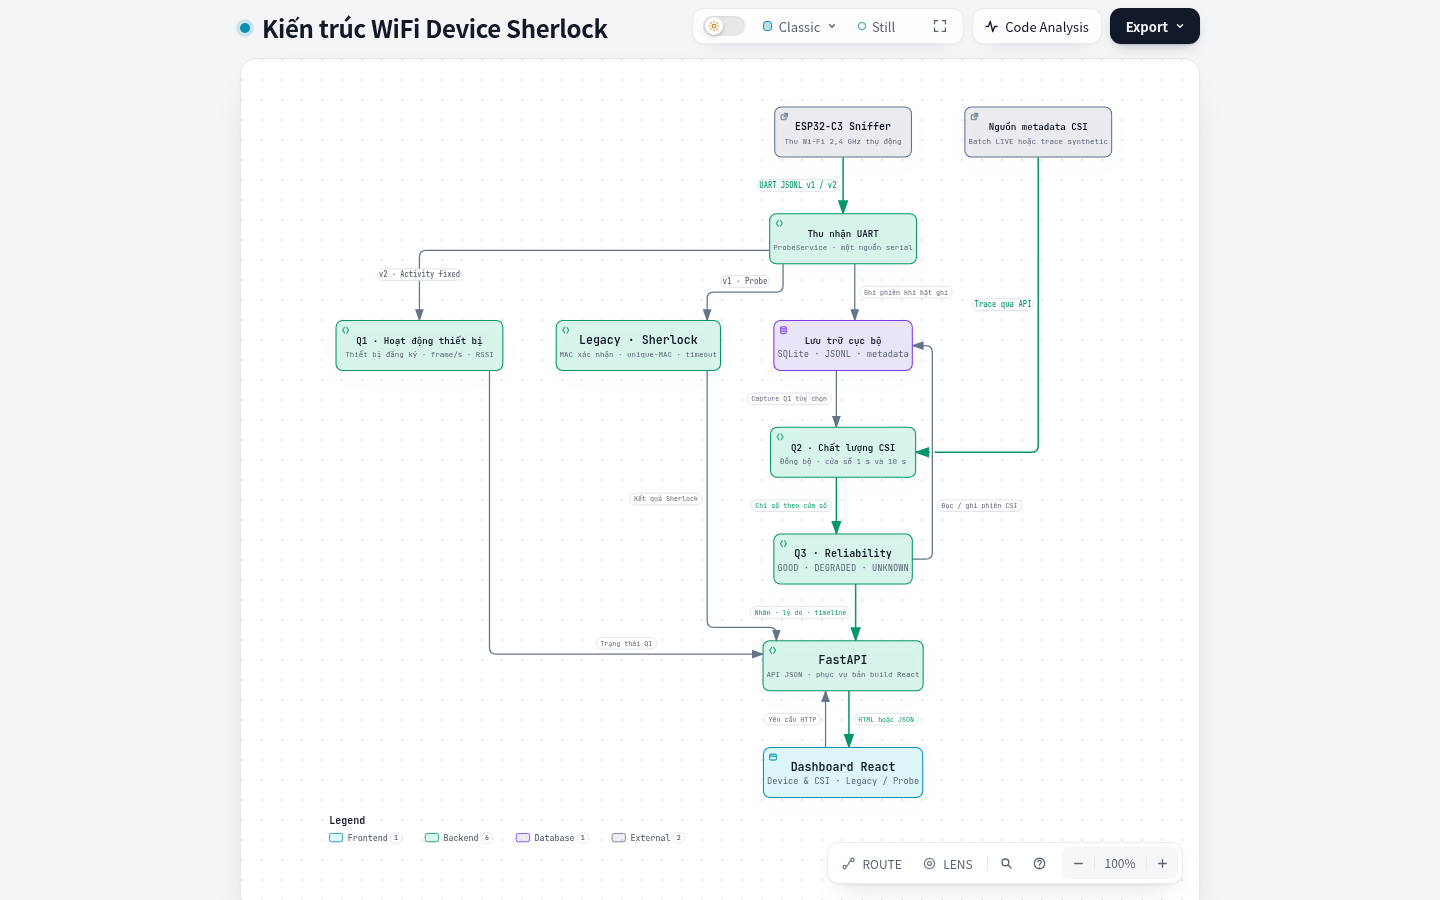 Kiến trúc WiFi Device Sherlock
Classic
Still
Code Analysis
Export
ESP32-C3 Sniffer
Thu Wi-Fi 2,4 GHz thụ động
Nguồn metadata CSI
Batch LIVE hoặc trace synthetic
UART JSONL v1 / v2
Thu nhận UART
ProbeService · một nguồn serial
v2 · Activity fixed
v1 · Probe
Ghi phiên khi bật ghi
Trace qua API
Q1 · Hoạt động thiết bị
Thiết bị đăng ký · frame/s · RSSI
Legacy · Sherlock
MAC xác nhận · unique-MAC · timeout
Lưu trữ cục bộ
SQLite · JSONL · metadata
Capture Q1 tùy chọn
Q2 · Chất lượng CSI
Đồng bộ · cửa sổ 1 s và 10 s
Kết quả Sherlock
Chỉ số theo cửa sổ
Đọc / ghi phiên CSI
Q3 · Reliability
GOOD · DEGRADED · UNKNOWN
Nhãn · lý do · timeline
Trạng thái Q1
FastAPI
API JSON · phục vụ bản build React
Yêu cầu HTTP
HTML hoặc JSON
Dashboard React
Device & CSI · Legacy / Probe
Legend
Frontend 1
Backend 6
Database 1
External 2
ROUTE
LENS
100%